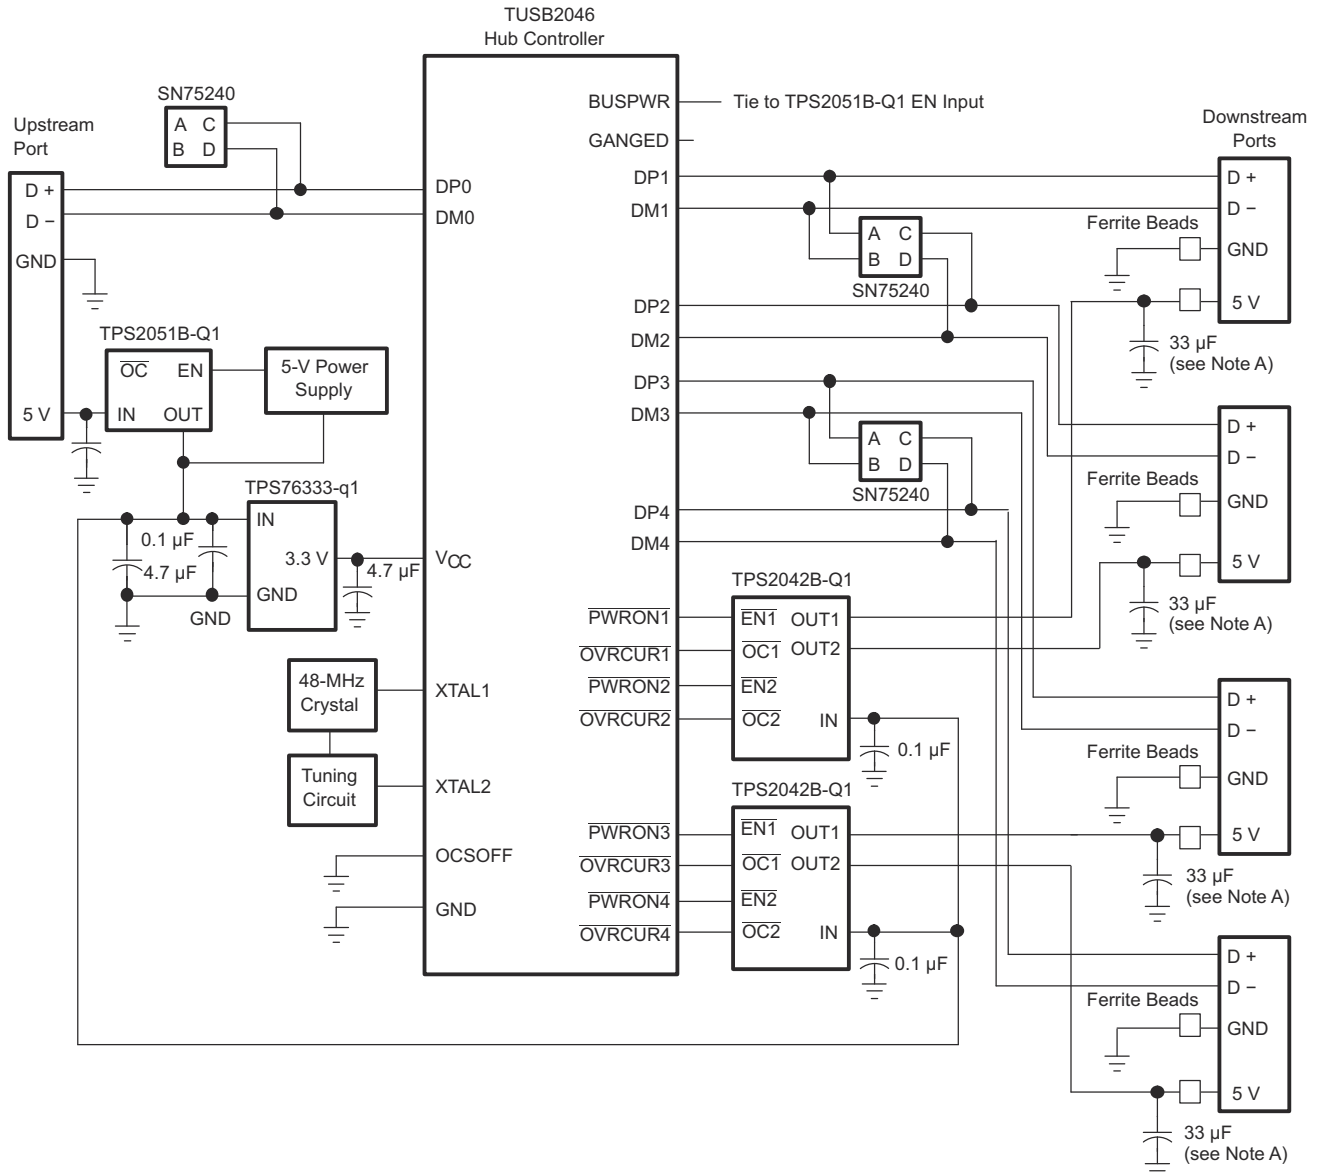 TUSB2046
Hub Controller
SN75240
A C
B D
Upstream
Port
D +
D −
GND
5 V
TPS2051B-Q1
OC EN
IN OUT
5-V Power
Supply
TPS76333-q1
IN
3.3 V
GND
0.1 µF
4.7 µF
GND
4.7 µF
48-MHz
Crystal
Tuning
Circuit
DP0
DM0
VCC
XTAL1
XTAL2
OCSOFF
GND
BUSPWR
Tie to TPS2051B-Q1 EN Input
GANGED
DP1
DM1
DP2
DM2
DP3
DM3
DP4
DM4
PWRON1
OVRCUR1
PWRON2
OVRCUR2
PWRON3
OVRCUR3
PWRON4
OVRCUR4
A C
B D
SN75240
A C
B D
SN75240
TPS2042B-Q1
EN1 OUT1
OC1 OUT2
EN2
OC2 IN
0.1 µF
TPS2042B-Q1
EN1 OUT1
OC1 OUT2
EN2
OC2 IN
0.1 µF
Downstream
Ports
D +
D −
Ferrite Beads
GND
5 V
33 µF
(see Note A)
D +
D −
Ferrite Beads
GND
5 V
33 µF
(see Note A)
D +
D −
Ferrite Beads
GND
5 V
33 µF
(see Note A)
D +
D −
Ferrite Beads
GND
5 V
33 µF
(see Note A)